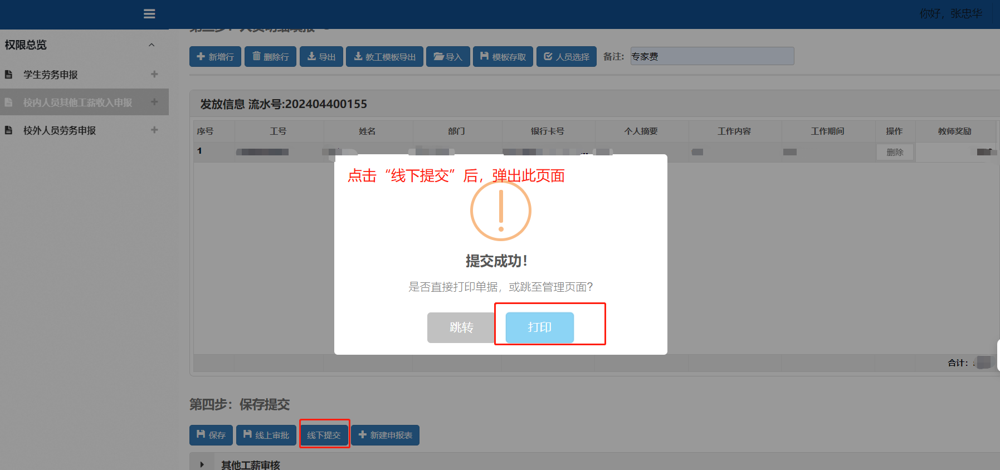 你好，张忠华
权限总览
学生劳务申报
校内人员其他工薪收入申报
校外人员劳务申报
新增行 删除行 导出 教工模板导出 导入 模板存取 人员选择 备注: 专家费
发放信息 流水号:202404400155
序号 工号 姓名 部门 银行卡号 个人摘要 工作内容 工作期间 操作 教师奖励
1 删除
点击“线下提交”后，弹出此页面
提交成功！
是否直接打印单据，或跳至管理页面？
跳转 打印
合计：
第四步：保存提交
保存 线上审批 线下提交 新建申报表
其他工薪审核